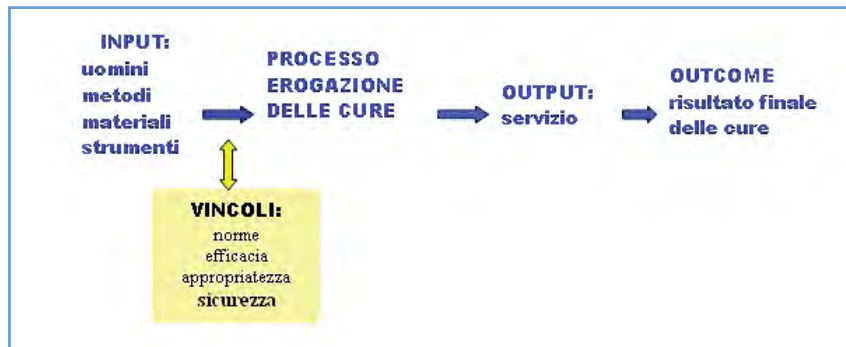 INPUT:
uomini
metodi
materiali
strumenti
PROCESSO
EROGAZIONE
DELLE CURE
OUTPUT:
servizio
OUTCOME
risultato finale
delle cure
VINCOLI:
norme
efficacia
appropriatezza
sicurezza